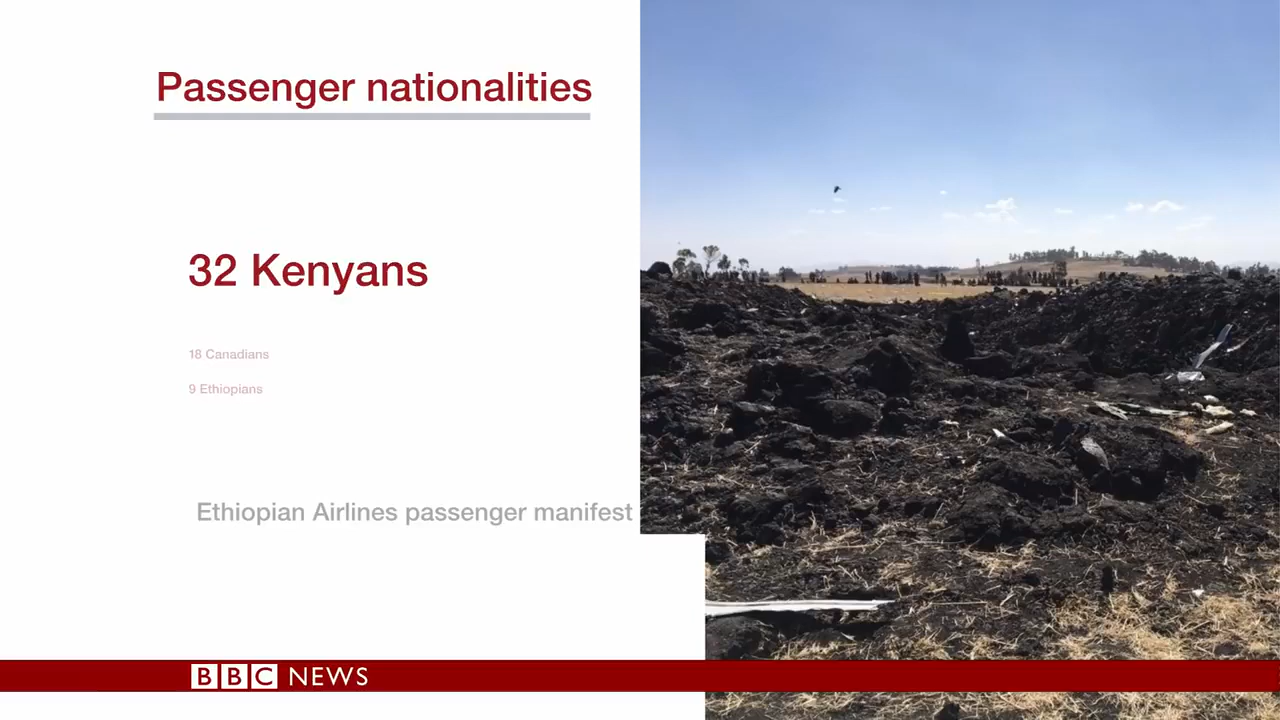 Passenger nationalities
32 Kenyans
18 Canadians
9 Ethiopians
Ethiopian Airlines passenger manifest
BBC NEWS